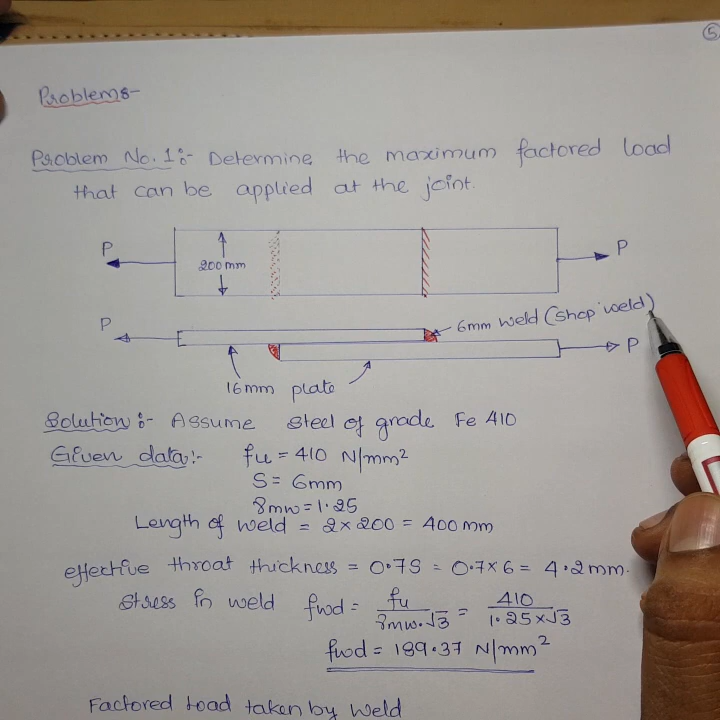 5
Problems-
Problem No. 1:- Determine the maximum factored load
that can be applied at the joint.
P
200mm
P
P
6mm weld (shop weld)
P
16mm plate
Solution :- Assume steel of grade Fe 410
Given data:- fu = 410 N/mm²
S = 6mm
γmw = 1.25
Length of weld = 2 × 200 = 400 mm
effective throat thickness = 0.7S = 0.7×6 = 4.2 mm.
Stress in weld fwd = fu / γmw.√3 = 410 / 1.25×√3
fwd = 189.37 N/mm²
Factored load taken by weld